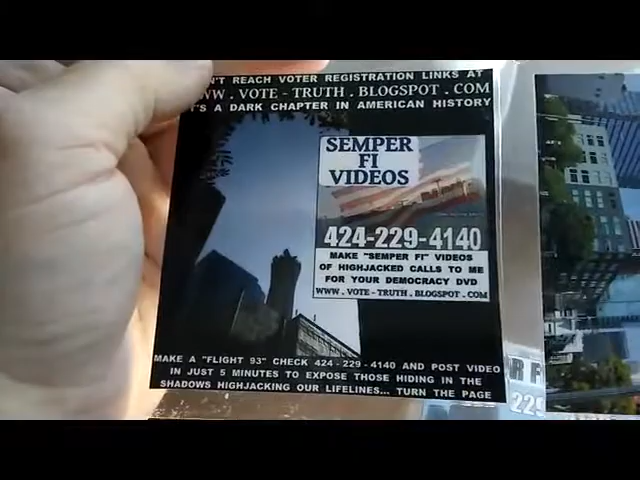 N'T REACH VOTER REGISTRATION LINKS AT
WW . VOTE - TRUTH . BLOGSPOT . COM
'S A DARK CHAPTER IN AMERICAN HISTORY
SEMPER
FI
VIDEOS
424-229-4140
MAKE "SEMPER FI" VIDEOS
OF HIGHJACKED CALLS TO ME
FOR YOUR DEMOCRACY DVD
WWW . VOTE - TRUTH . BLOGSPOT . COM
MAKE A "FLIGHT 93" CHECK 424 - 229 - 4140 AND POST VIDEO
IN JUST 5 MINUTES TO EXPOSE THOSE HIDING IN THE
SHADOWS HIGHJACKING OUR LIFELINES... TURN THE PAGE
R F
229